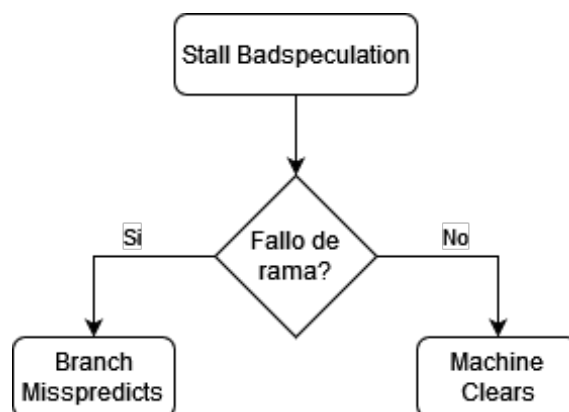 Stall Badspeculation
Fallo de
rama?
Si
No
Branch
Misspredicts
Machine
Clears